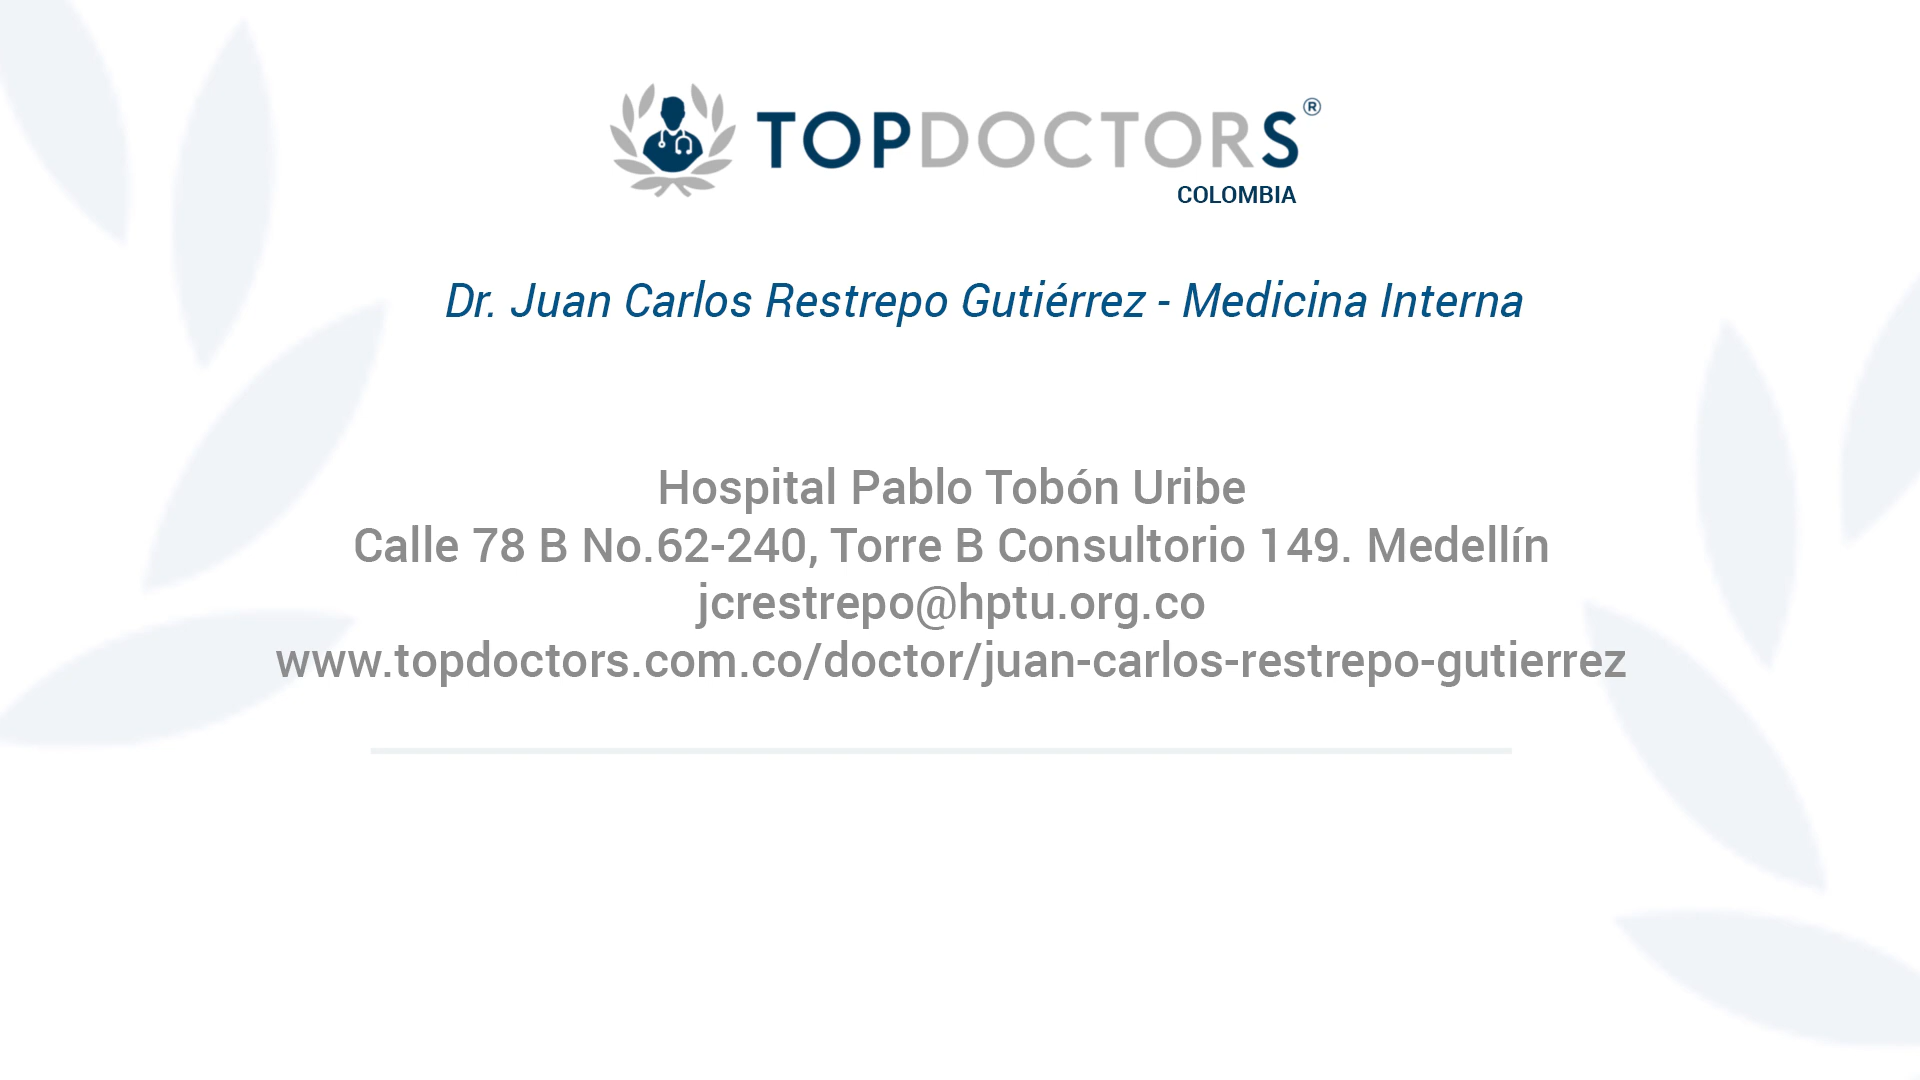 TOPDOCTORS®
COLOMBIA
Dr. Juan Carlos Restrepo Gutiérrez - Medicina Interna
Hospital Pablo Tobón Uribe
Calle 78 B No.62-240, Torre B Consultorio 149. Medellín
jcrestrepo@hptu.org.co
www.topdoctors.com.co/doctor/juan-carlos-restrepo-gutierrez